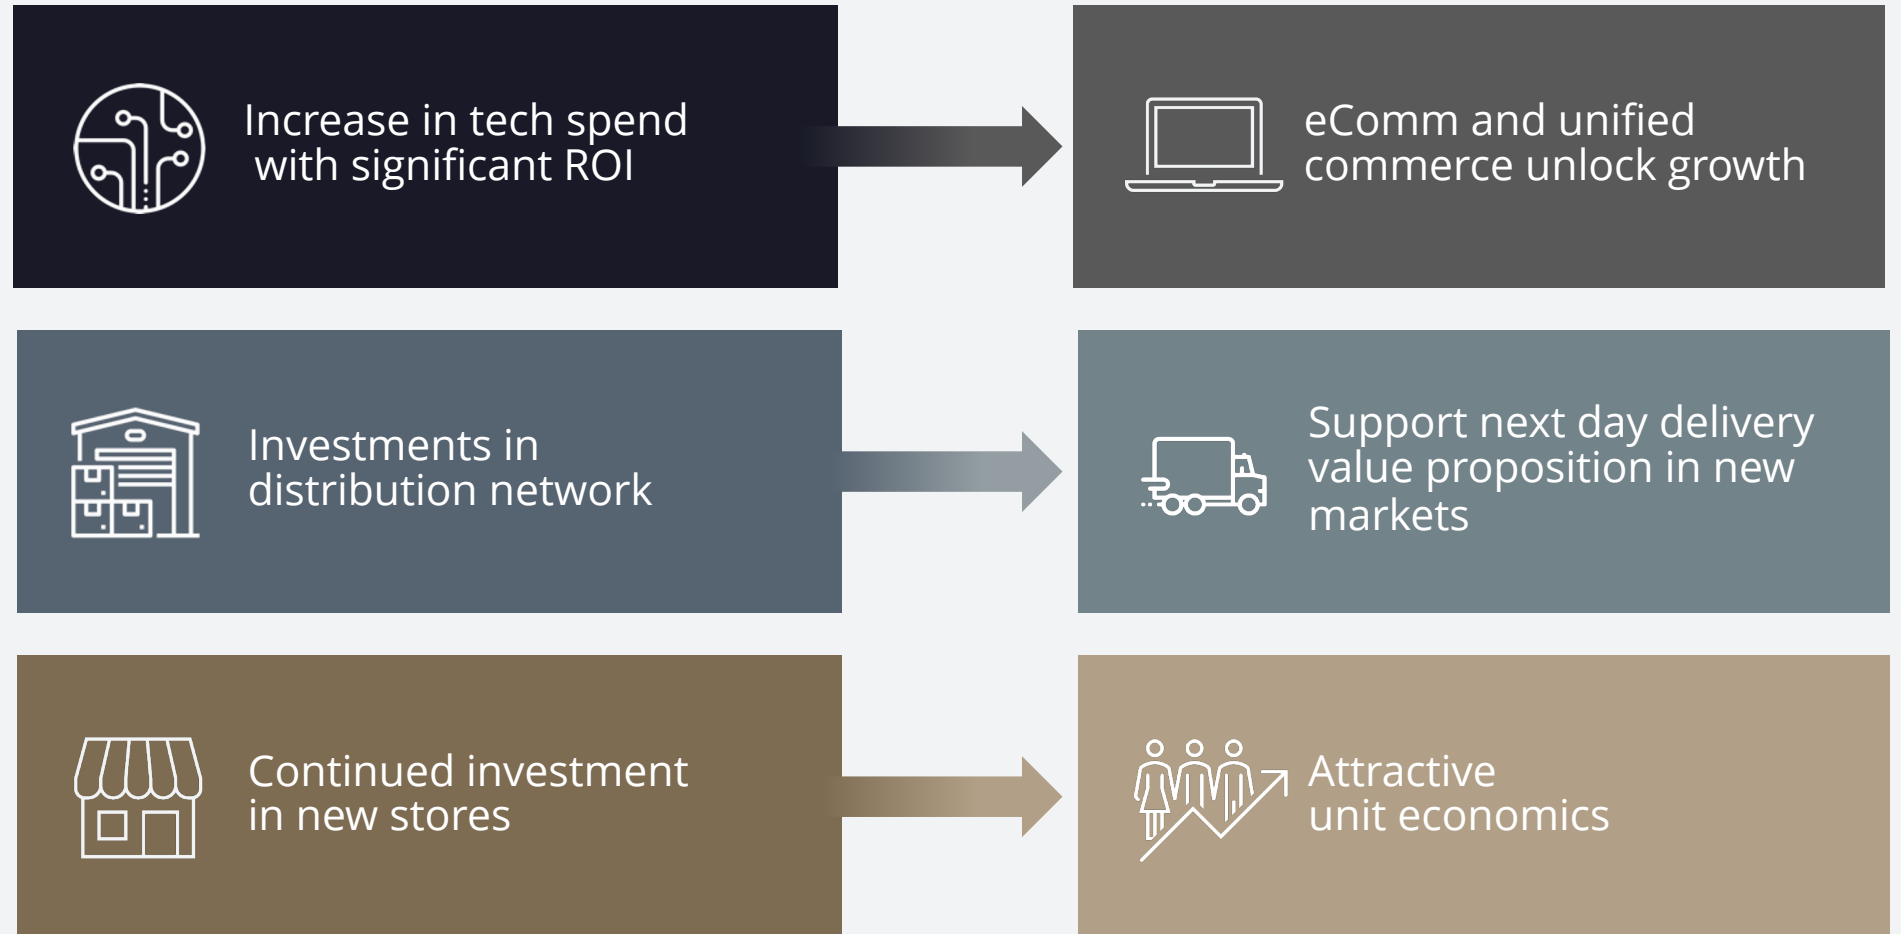 Increase in tech spend
with significant ROI
eComm and unified
commerce unlock growth
Investments in
distribution network
Support next day delivery
value proposition in new
markets
Continued investment
in new stores
Attractive
unit economics